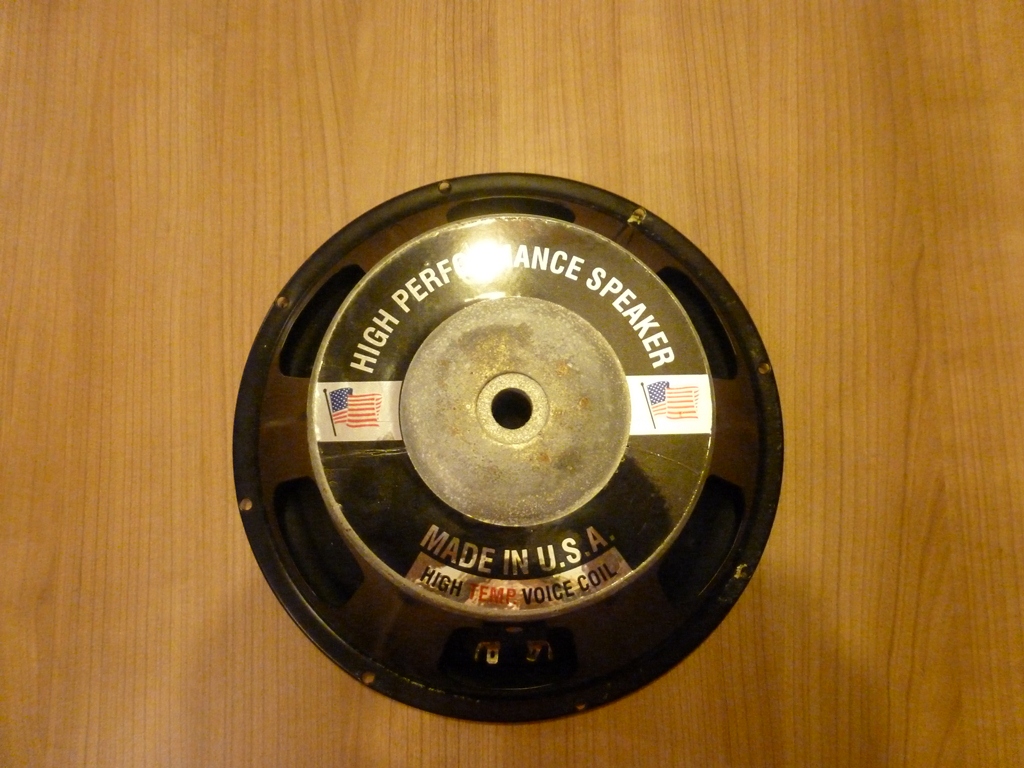 HIGH PERFORMANCE SPEAKER
MADE IN U.S.A.
HIGH TEMP VOICE COIL